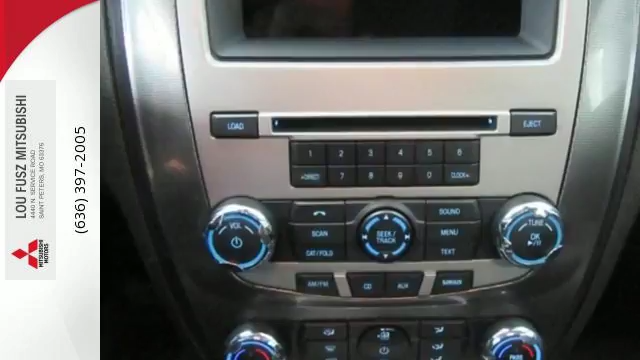 LOU FUSZ MITSUBISHI
4440 N. SERVICE ROAD
SAINT PETERS, MO 63376
MITSUBISHI
MOTORS
(636) 397-2005
LOAD
EJECT
1 2 3 4 5 6
DIRECT 7 8 9 0 CLOCK
VOL
SOUND
TUNE
SCAN
SEEK/
TRACK
MENU
OK
CAT/FOLD
TEXT
AM/FM
CD
AUX
SIRIUS